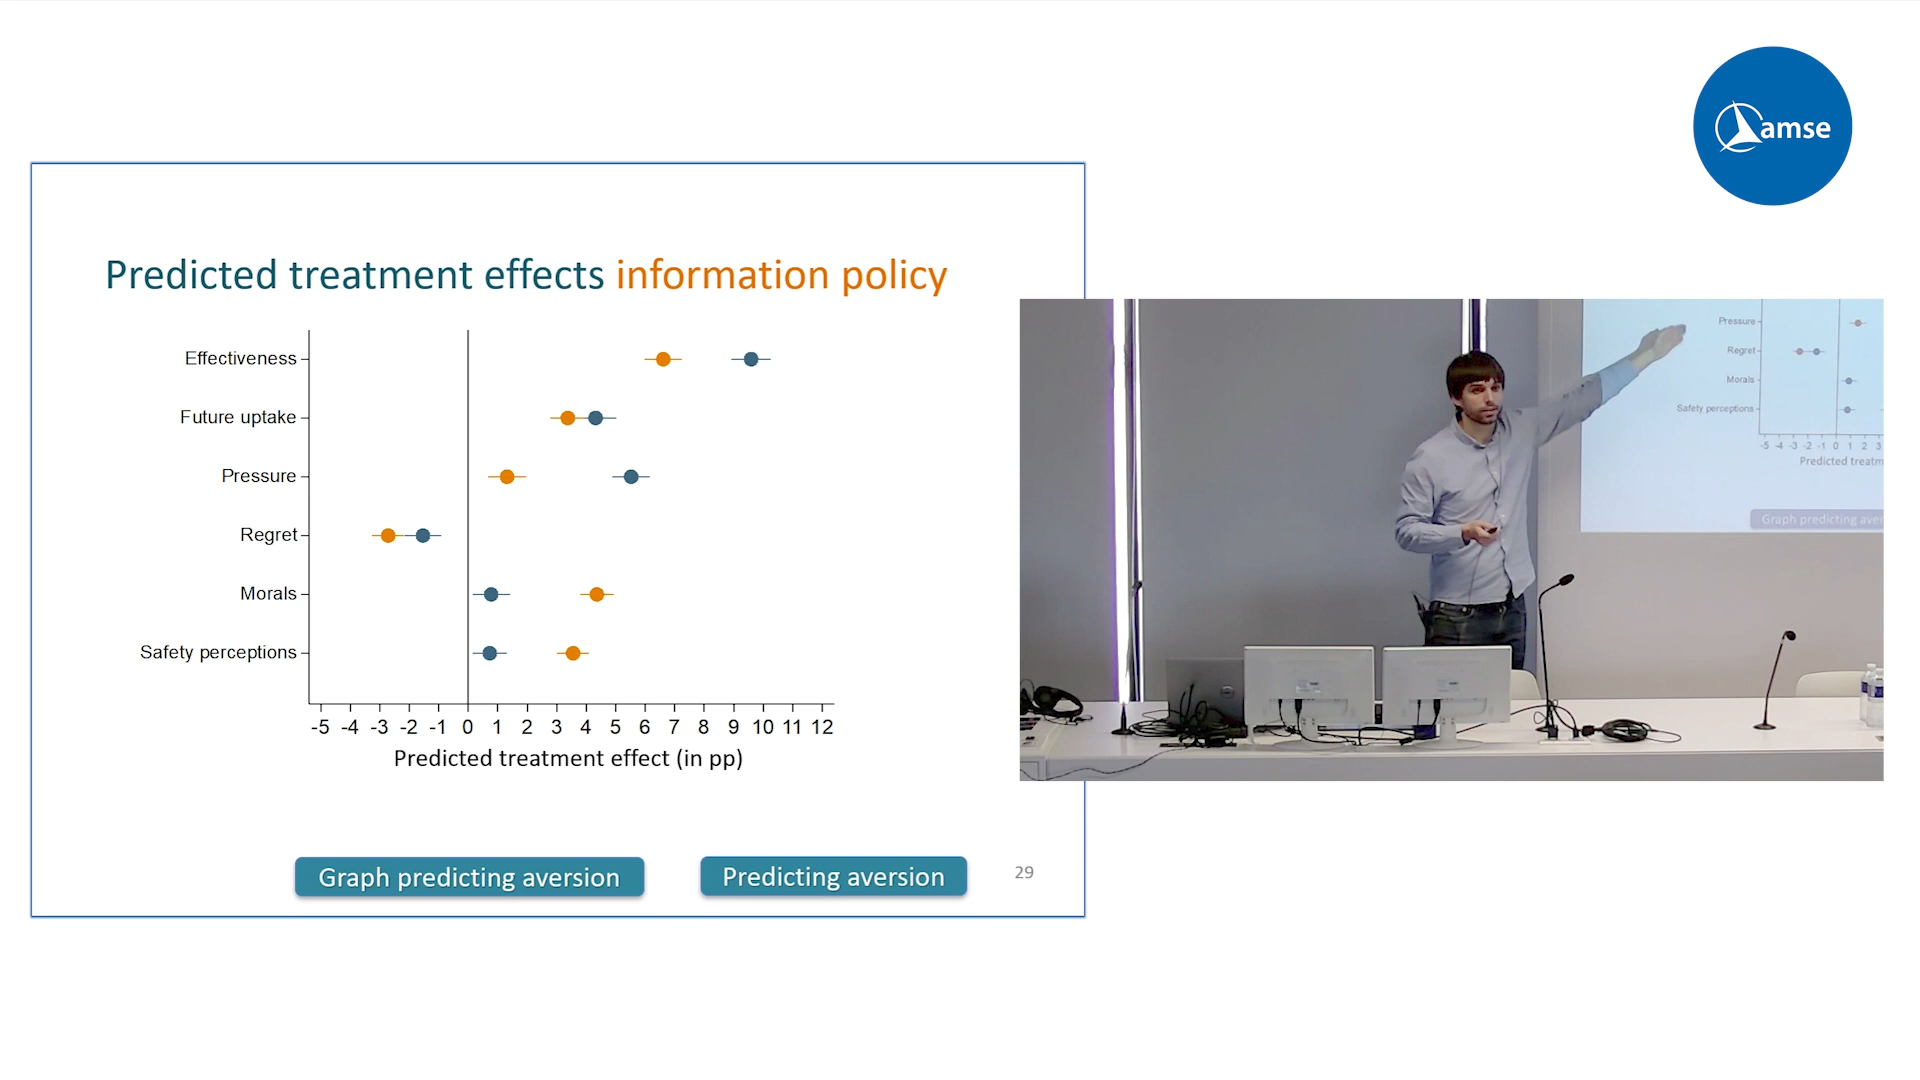 amse
Predicted treatment effects information policy
Effectiveness
Future uptake
Pressure
Regret
Morals
Safety perceptions
-5 -4 -3 -2 -1 0 1 2 3 4 5 6 7 8 9 10 11 12
Predicted treatment effect (in pp)
Graph predicting aversion
Predicting aversion
29
Pressure
Regret
Morals
Safety perceptions
-5 -4 -3 -2 -1 0 1 2 3
Predicted treatm
Graph predicting aver